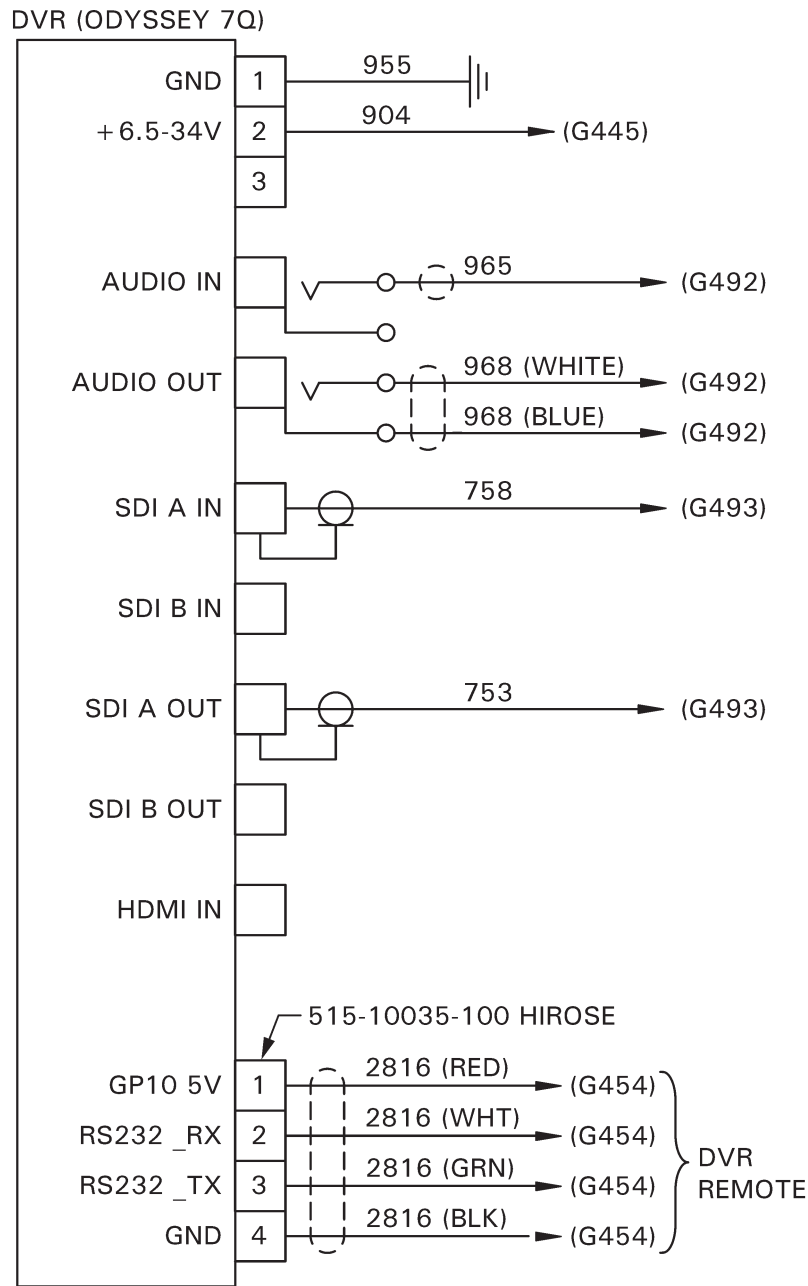 DVR (ODYSSEY 7Q)
GND 1 955
+6.5-34V 2 904 (G445)
3
AUDIO IN 965 (G492)
AUDIO OUT 968 (WHITE) (G492)
968 (BLUE) (G492)
SDI A IN 758 (G493)
SDI B IN
SDI A OUT 753 (G493)
SDI B OUT
HDMI IN
515-10035-100 HIROSE
GP10 5V 1 2816 (RED) (G454)
RS232 _RX 2 2816 (WHT) (G454)
RS232 _TX 3 2816 (GRN) (G454)
GND 4 2816 (BLK) (G454)
DVR
REMOTE